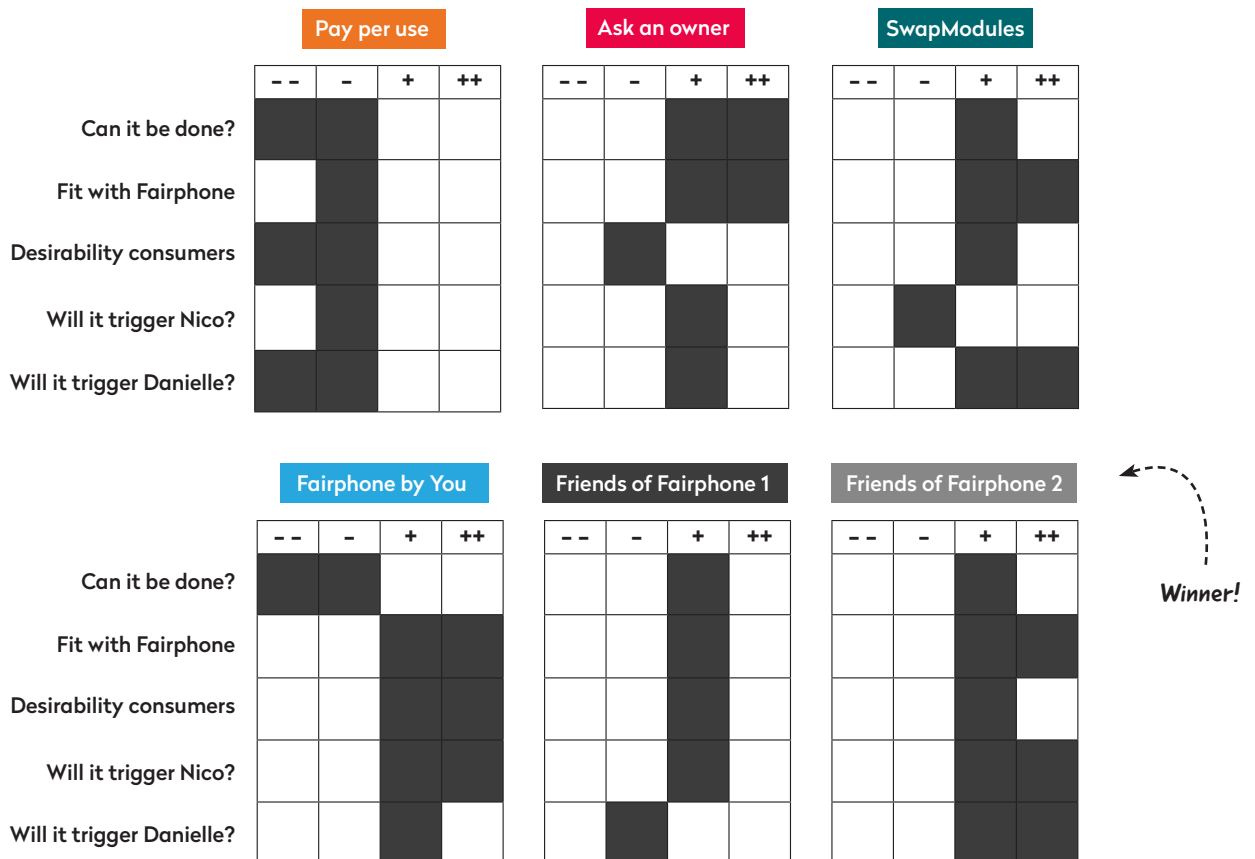 Pay per use
Ask an owner
SwapModules
-- - + ++
-- - + ++
-- - + ++
Can it be done?
Fit with Fairphone
Desirability consumers
Will it trigger Nico?
Will it trigger Danielle?
Fairphone by You
Friends of Fairphone 1
Friends of Fairphone 2
-- - + ++
-- - + ++
-- - + ++
Can it be done?
Fit with Fairphone
Desirability consumers
Will it trigger Nico?
Will it trigger Danielle?
Winner!